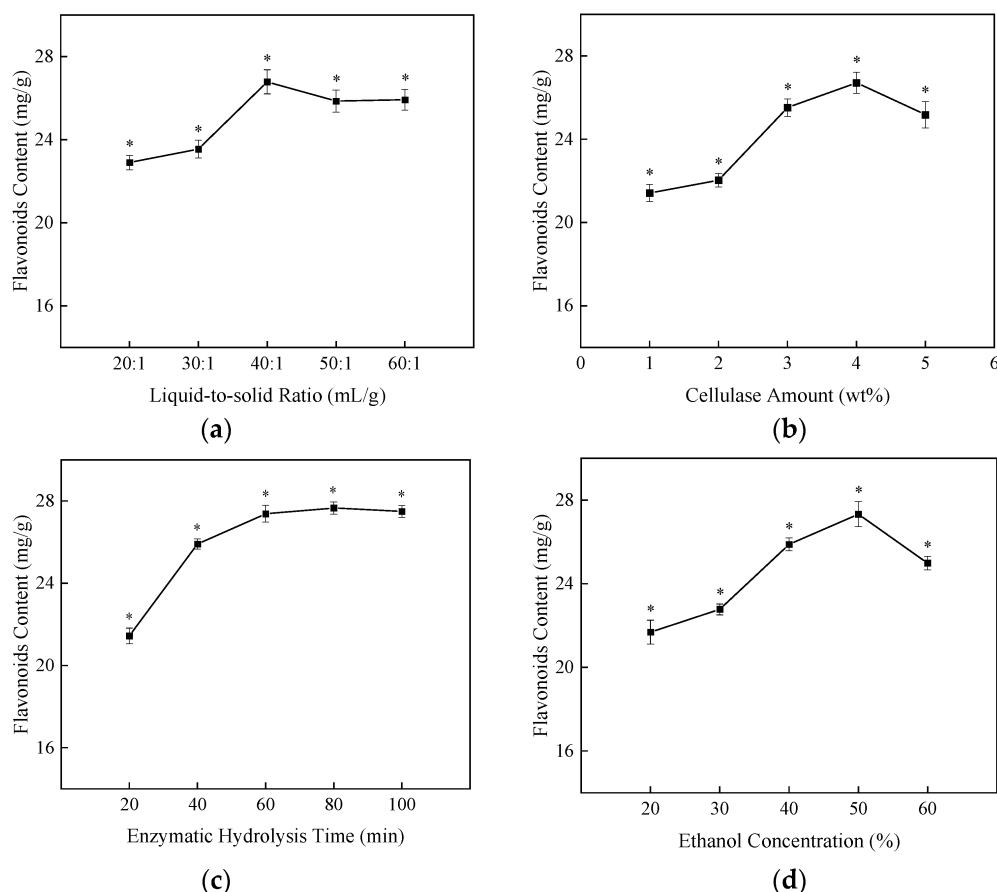 *
*
*
*
*
28
24
20
16
Flavonoids Content (mg/g)
20:1 30:1 40:1 50:1 60:1
Liquid-to-solid Ratio (mL/g)
(a)
*
*
*
*
*
28
24
20
16
Flavonoids Content (mg/g)
0 1 2 3 4 5 6
Cellulase Amount (wt%)
(b)
*
*
*
*
*
28
24
20
16
Flavonoids Content (mg/g)
20 40 60 80 100
Enzymatic Hydrolysis Time (min)
(c)
*
*
*
*
*
28
24
20
16
Flavonoids Content (mg/g)
20 30 40 50 60
Ethanol Concentration (%)
(d)